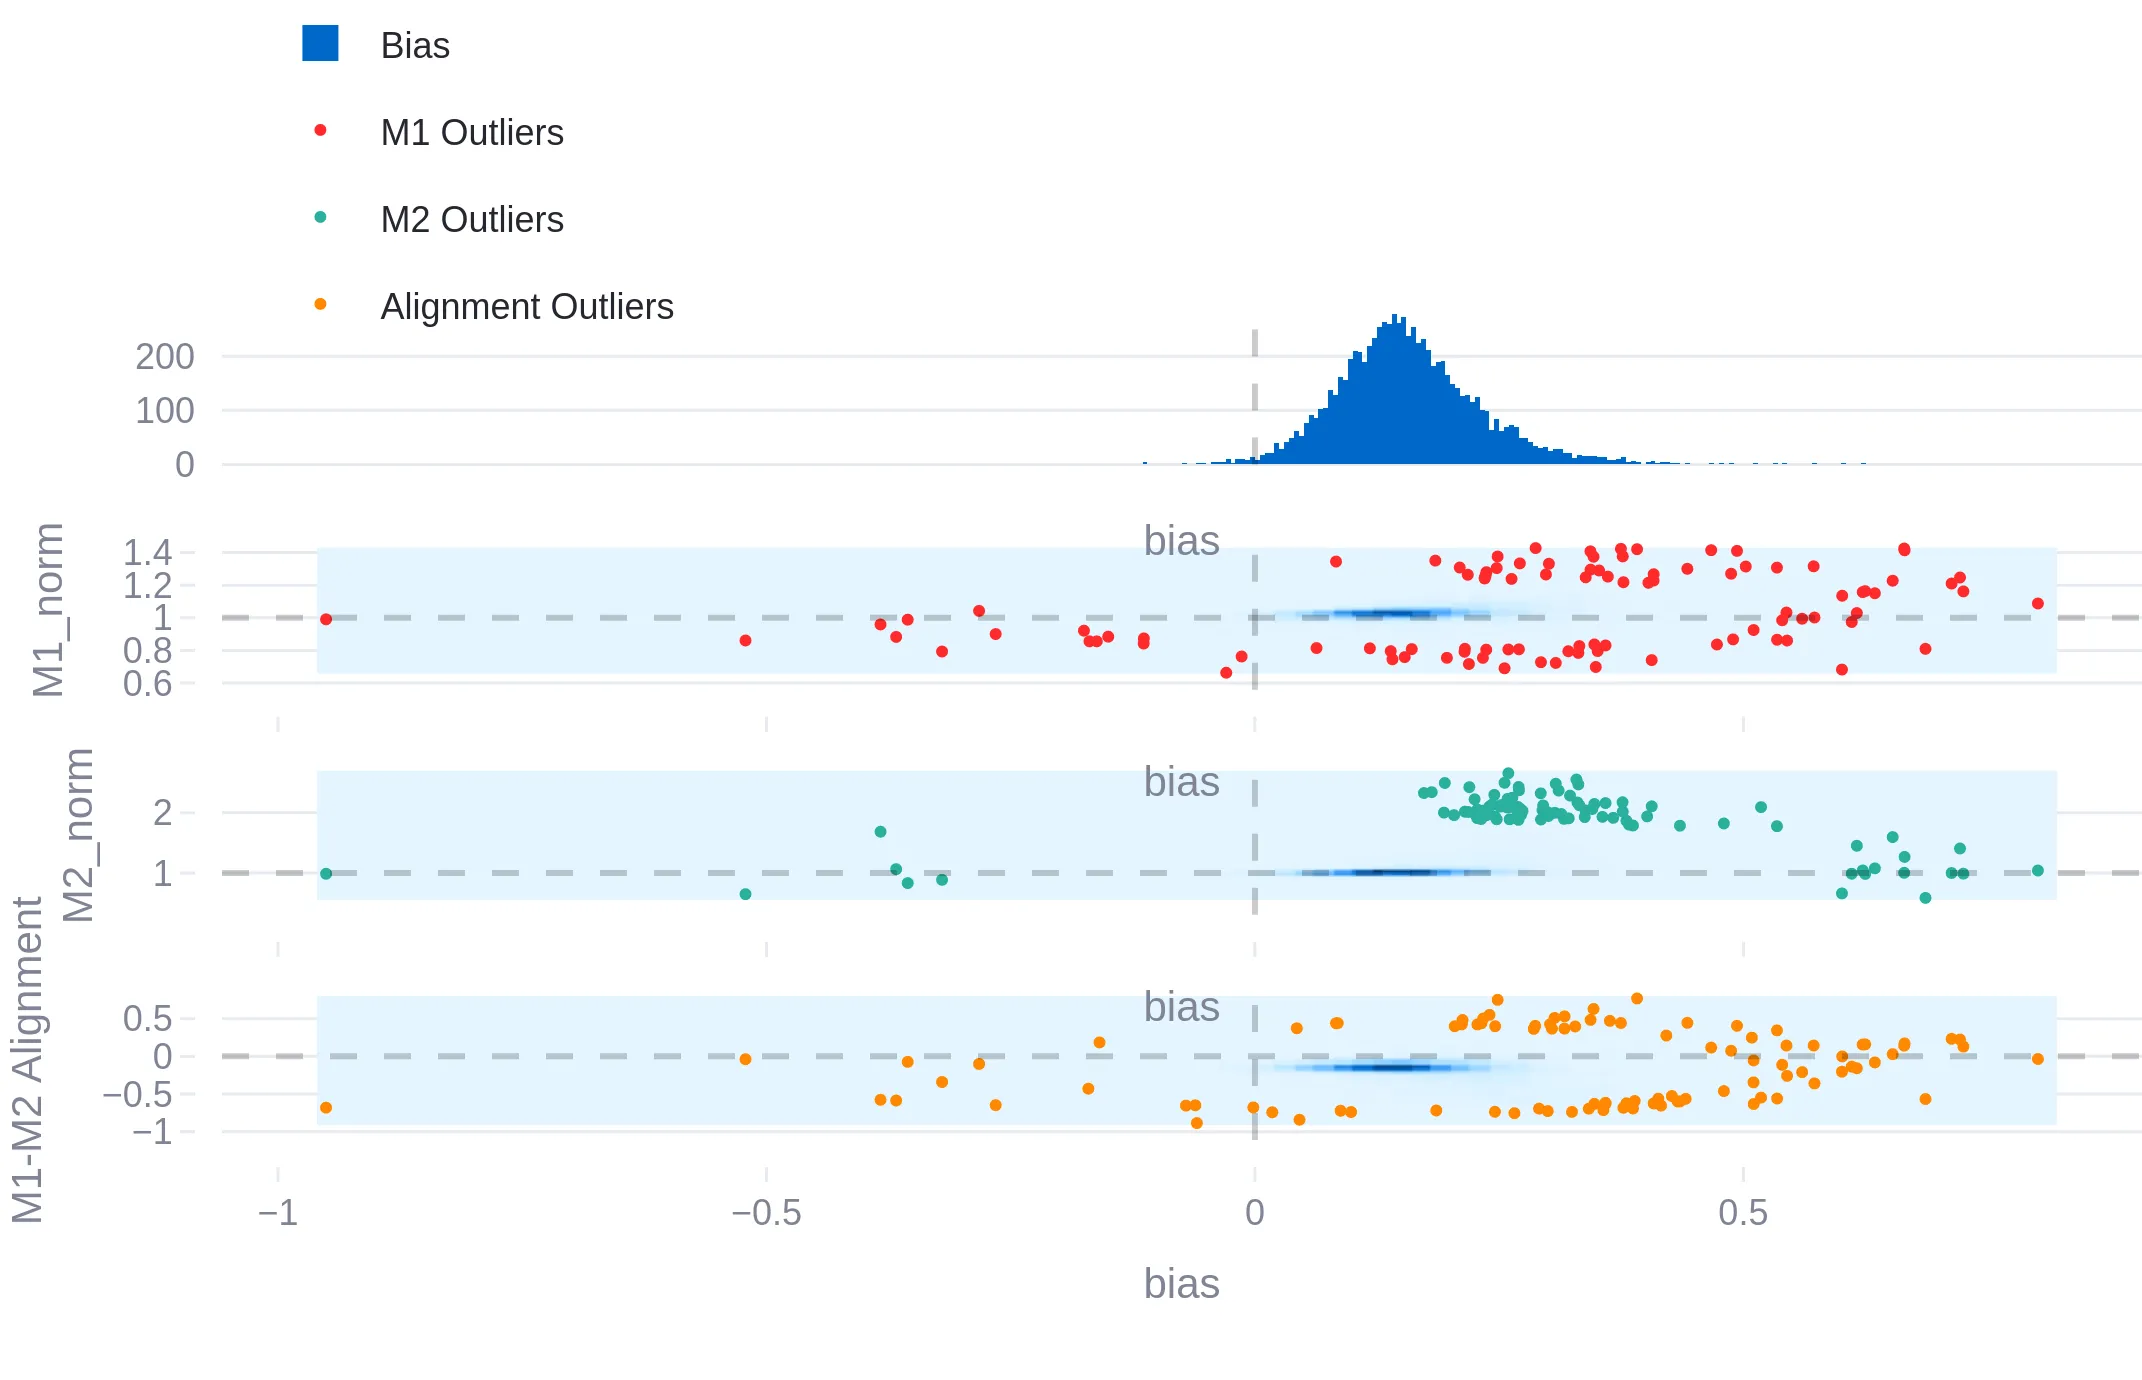 Bias
M1 Outliers
M2 Outliers
Alignment Outliers
200
100
0
bias
M1_norm
1.4
1.2
1
0.8
0.6
bias
M2_norm
2
1
bias
M1-M2 Alignment
0.5
0
−0.5
−1
−1
−0.5
0
0.5
bias